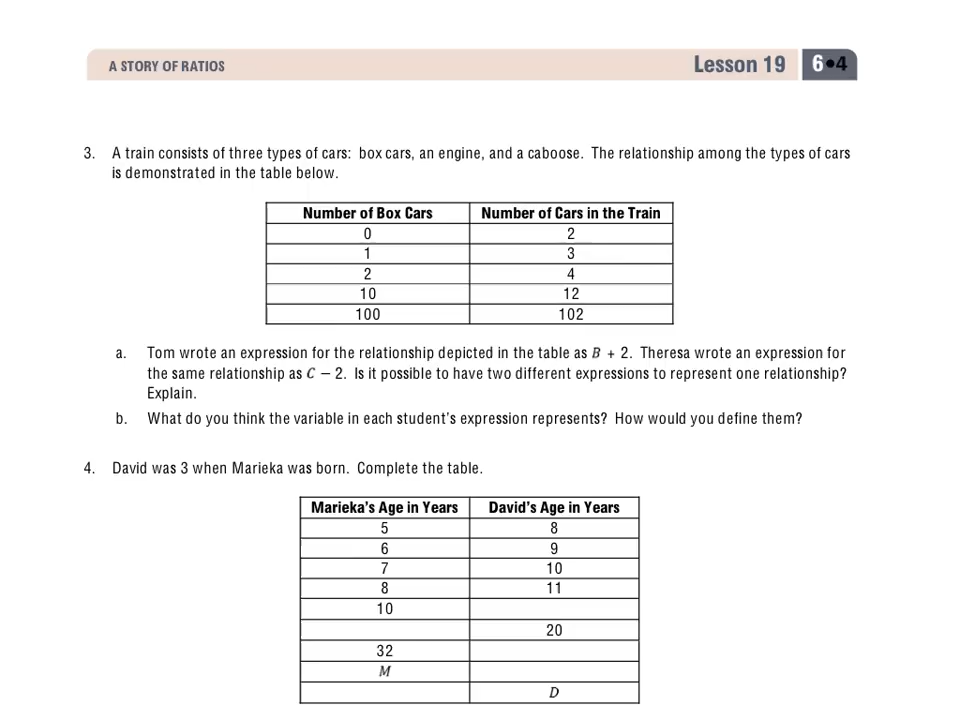 A STORY OF RATIOS
Lesson 19
6•4
3. A train consists of three types of cars: box cars, an engine, and a caboose. The relationship among the types of cars
is demonstrated in the table below.
Number of Box Cars Number of Cars in the Train
0 2
1 3
2 4
10 12
100 102
a. Tom wrote an expression for the relationship depicted in the table as B + 2. Theresa wrote an expression for
the same relationship as C − 2. Is it possible to have two different expressions to represent one relationship?
Explain.
b. What do you think the variable in each student’s expression represents? How would you define them?
4. David was 3 when Marieka was born. Complete the table.
Marieka’s Age in Years David’s Age in Years
5 8
6 9
7 10
8 11
10
20
32
M
D